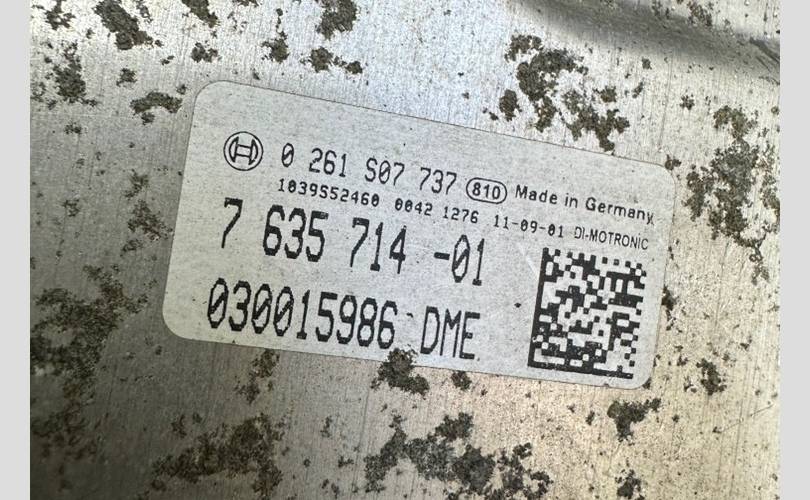 0 261 S07 737 810 Made in Germany
1039S52460 0042 1276 11-09-01 DI-MOTRONIC
7 635 714 -01
030015986 DME